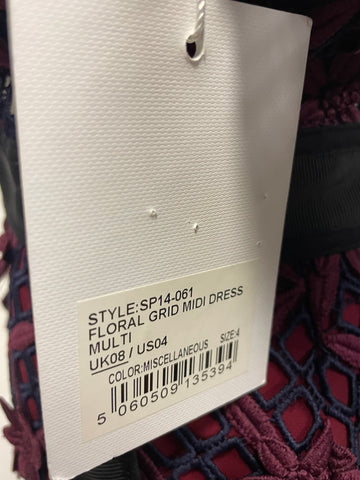 STYLE:SP14-061
FLORAL GRID MIDI DRESS
MULTI
UK08 / US04
COLOR:MISCELLANEOUS SIZE:4
5 060509 135394